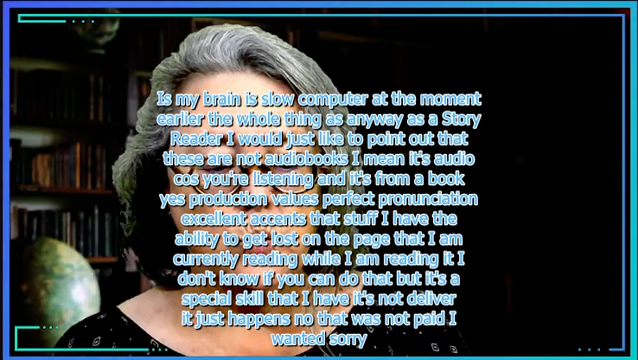 Is my brain is slow computer at the moment
earlier the whole thing as anyway as a Story
Reader I would just like to point out that
these are not audiobooks I mean it's audio
cos you're listening and it's from a book
yes production values perfect pronunciation
excellent accents that stuff I have the
ability to get lost on the page that I am
currently reading while I am reading it I
don't know if you can do that but it's a
special skill that I have it's not deliver
it just happens no that was not paid I
wanted sorry